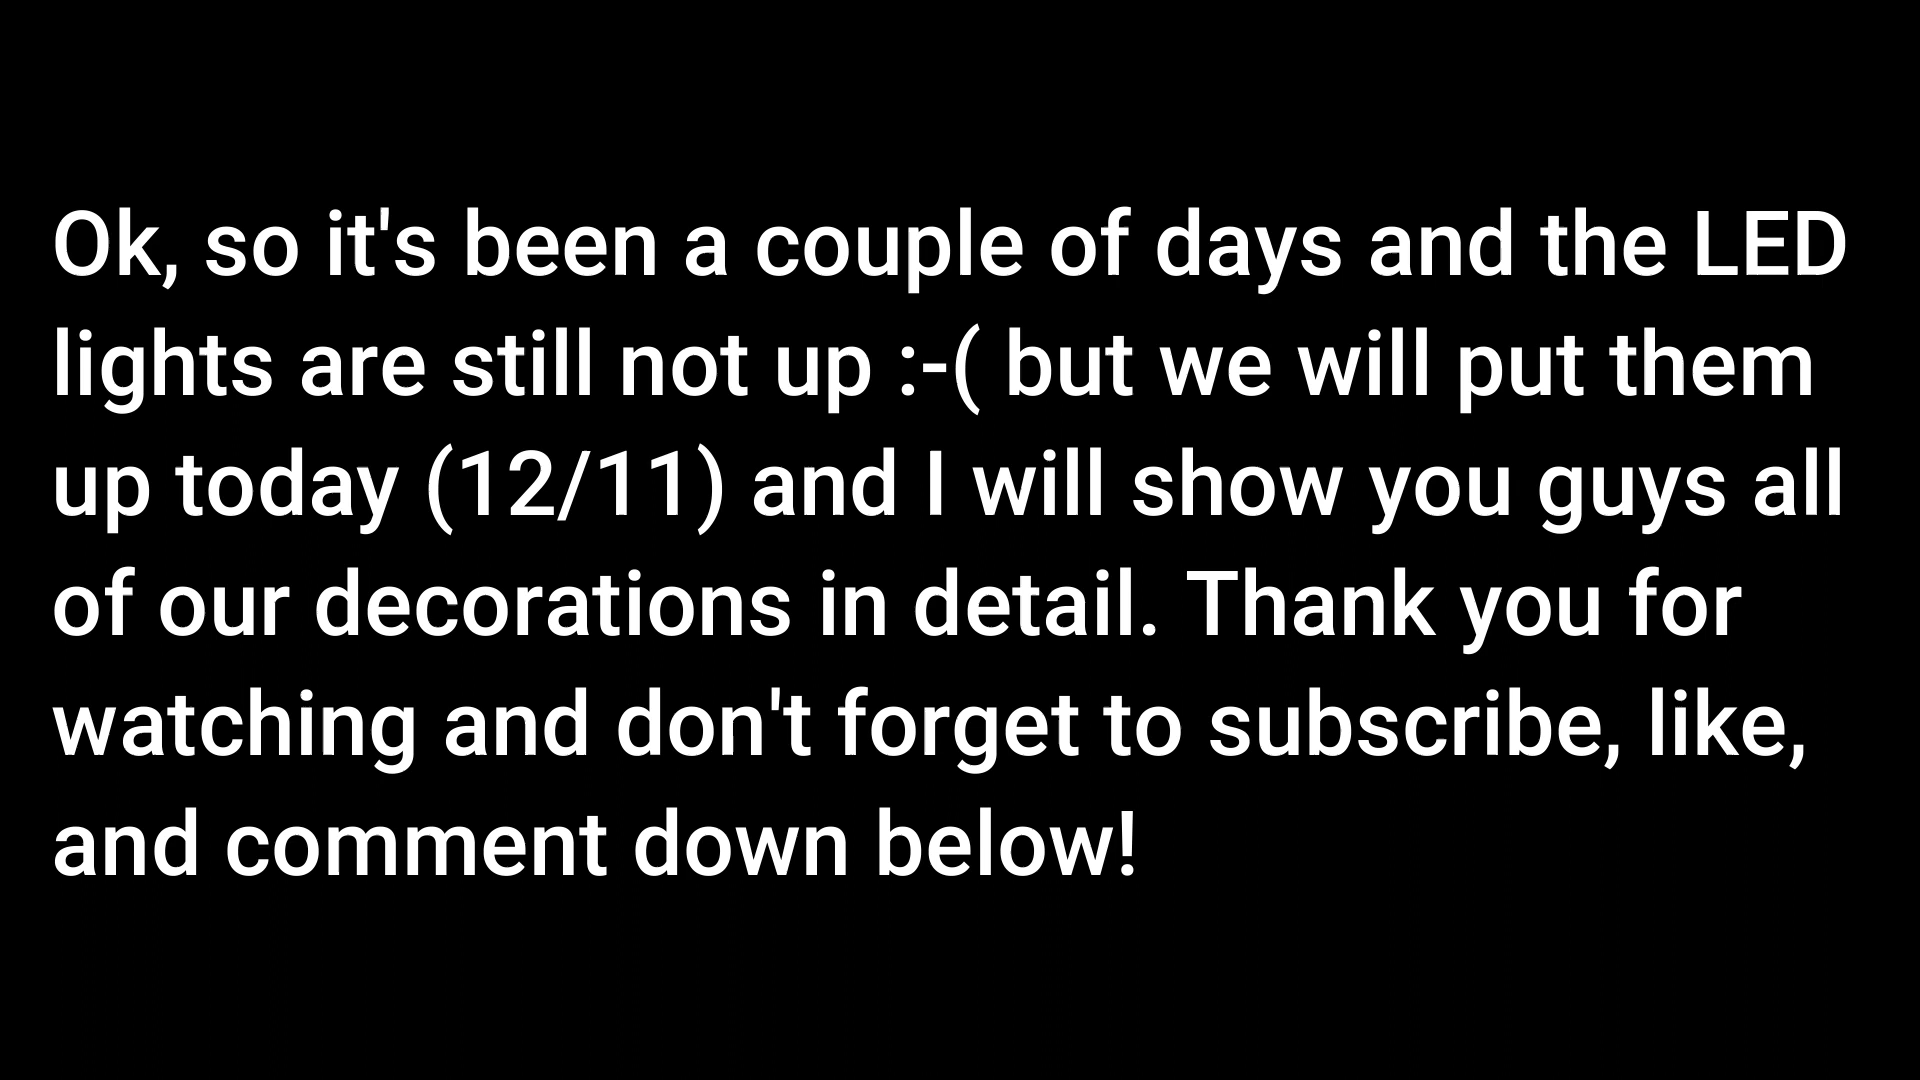 Ok, so it's been a couple of days and the LED
lights are still not up :-( but we will put them
up today (12/11) and I will show you guys all
of our decorations in detail. Thank you for
watching and don't forget to subscribe, like,
and comment down below!